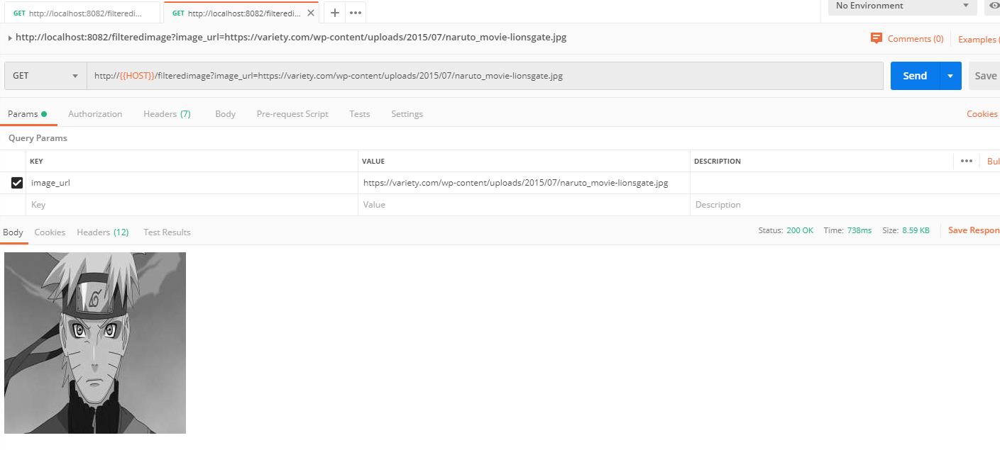 GET http://localhost:8082/filteredi... GET http://localhost:8082/filteredi... No Environment
http://localhost:8082/filteredimage?image_url=https://variety.com/wp-content/uploads/2015/07/naruto_movie-lionsgate.jpg Comments (0) Examples (
GET http://{{HOST}}/filteredimage?image_url=https://variety.com/wp-content/uploads/2015/07/naruto_movie-lionsgate.jpg Send Save
Params Authorization Headers (7) Body Pre-request Script Tests Settings Cookies
Query Params
KEY VALUE DESCRIPTION Bul
image_url https://variety.com/wp-content/uploads/2015/07/naruto_movie-lionsgate.jpg
Key Value Description
Body Cookies Headers (12) Test Results Status: 200 OK Time: 738ms Size: 8.59 KB Save Respon